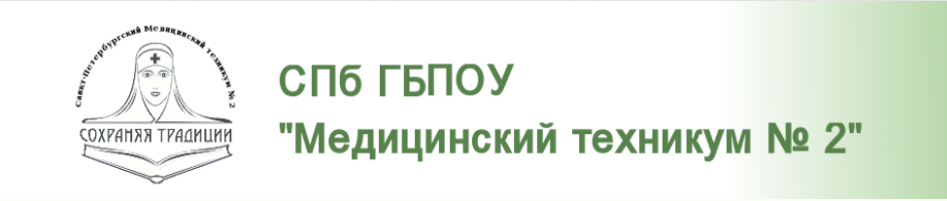 Санкт-Петербургский Медицинский техникум № 2
СОХРАНЯЯ ТРАДИЦИИ
СПб ГБПОУ
"Медицинский техникум № 2"